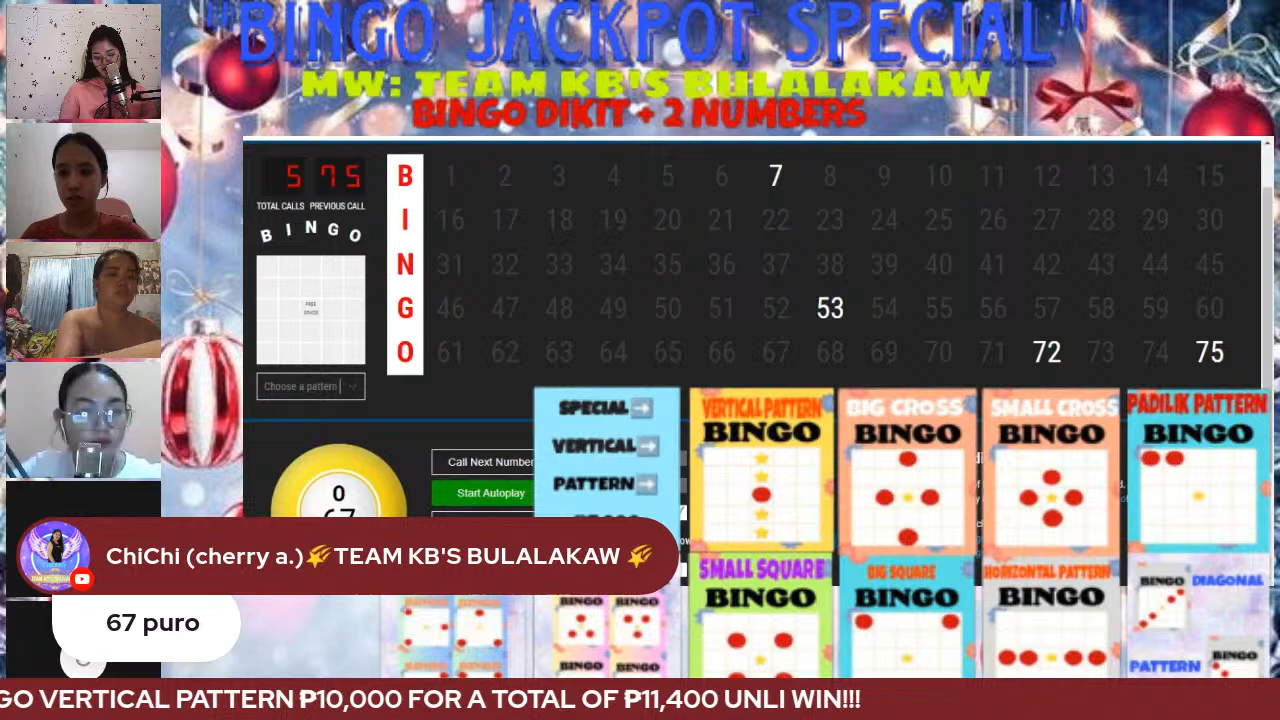 "BINGO JACKPOT SPECIAL"
MW: TEAM KB'S BULALAKAW
BINGO DIKIT + 2 NUMBERS
5 75
TOTAL CALLS PREVIOUS CALL
B I N G O
FREE
Choose a pattern
B 1 2 3 4 5 6 7 8 9 10 11 12 13 14 15
I 16 17 18 19 20 21 22 23 24 25 26 27 28 29 30
N 31 32 33 34 35 36 37 38 39 40 41 42 43 44 45
G 46 47 48 49 50 51 52 53 54 55 56 57 58 59 60
O 61 62 63 64 65 66 67 68 69 70 71 72 73 74 75
O
67
Call Next Number
Start Autoplay
SPECIAL
VERTICAL
PATTERN
VERTICAL PATTERN
BINGO
BIG CROSS
BINGO
SMALL CROSS
BINGO
PADILIK PATTERN
BINGO
SMALL SQUARE
BINGO
BIG SQUARE
BINGO
HORIZONTAL PATTERN
BINGO
BINGO DIAGONAL
PATTERN BINGO
BINGO BINGO
BINGO BINGO
ChiChi (cherry a.) TEAM KB'S BULALAKAW
67 puro
GO VERTICAL PATTERN ₱10,000 FOR A TOTAL OF ₱11,400 UNLI WIN!!!